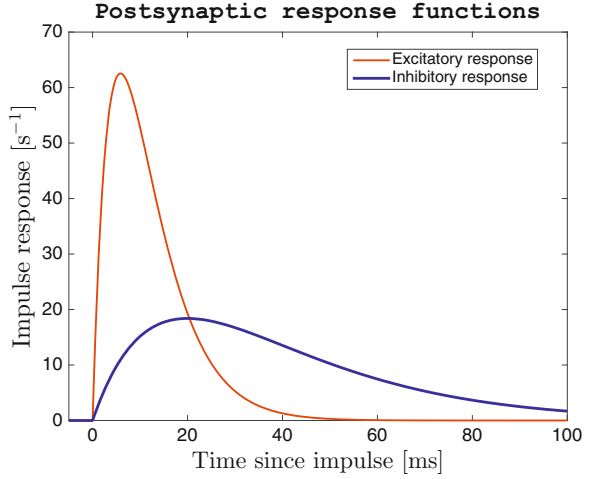 Postsynaptic response functions
Excitatory response
Inhibitory response
Impulse response [s⁻¹]
70
60
50
40
30
20
10
0
0 20 40 60 80 100
Time since impulse [ms]